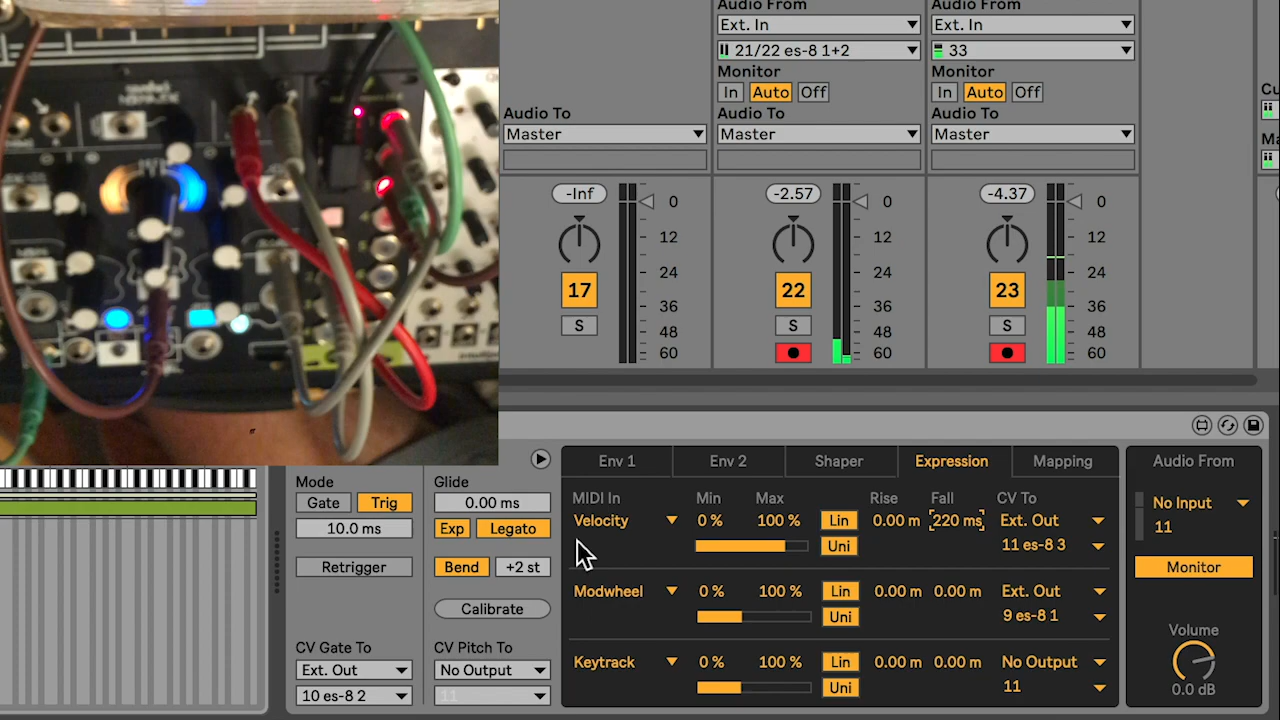 Audio From Audio From
Ext. In Ext. In
21/22 es-8 1+2 33
Monitor Monitor
In Auto Off In Auto Off
Audio To Audio To Audio To
Master Master Master
-Inf -2.57 -4.37
0 0 0
12 12 12
24 24 24
17 22 23
36 36 36
S S S
48 48 48
60 60 60
Env 1 Env 2 Shaper Expression Mapping Audio From
Mode Glide
Gate Trig 0.00 ms
MIDI In Min Max Rise Fall CV To No Input
10.0 ms Exp Legato Velocity 0 % 100 % Lin 0.00 m 220 ms Ext. Out 11
Uni 11 es-8 3
Retrigger Bend +2 st Monitor
Modwheel 0 % 100 % Lin 0.00 m 0.00 m Ext. Out
Calibrate Uni 9 es-8 1
CV Gate To CV Pitch To Volume
Ext. Out No Output Keytrack 0 % 100 % Lin 0.00 m 0.00 m No Output
10 es-8 2 11 Uni 11 0.0 dB